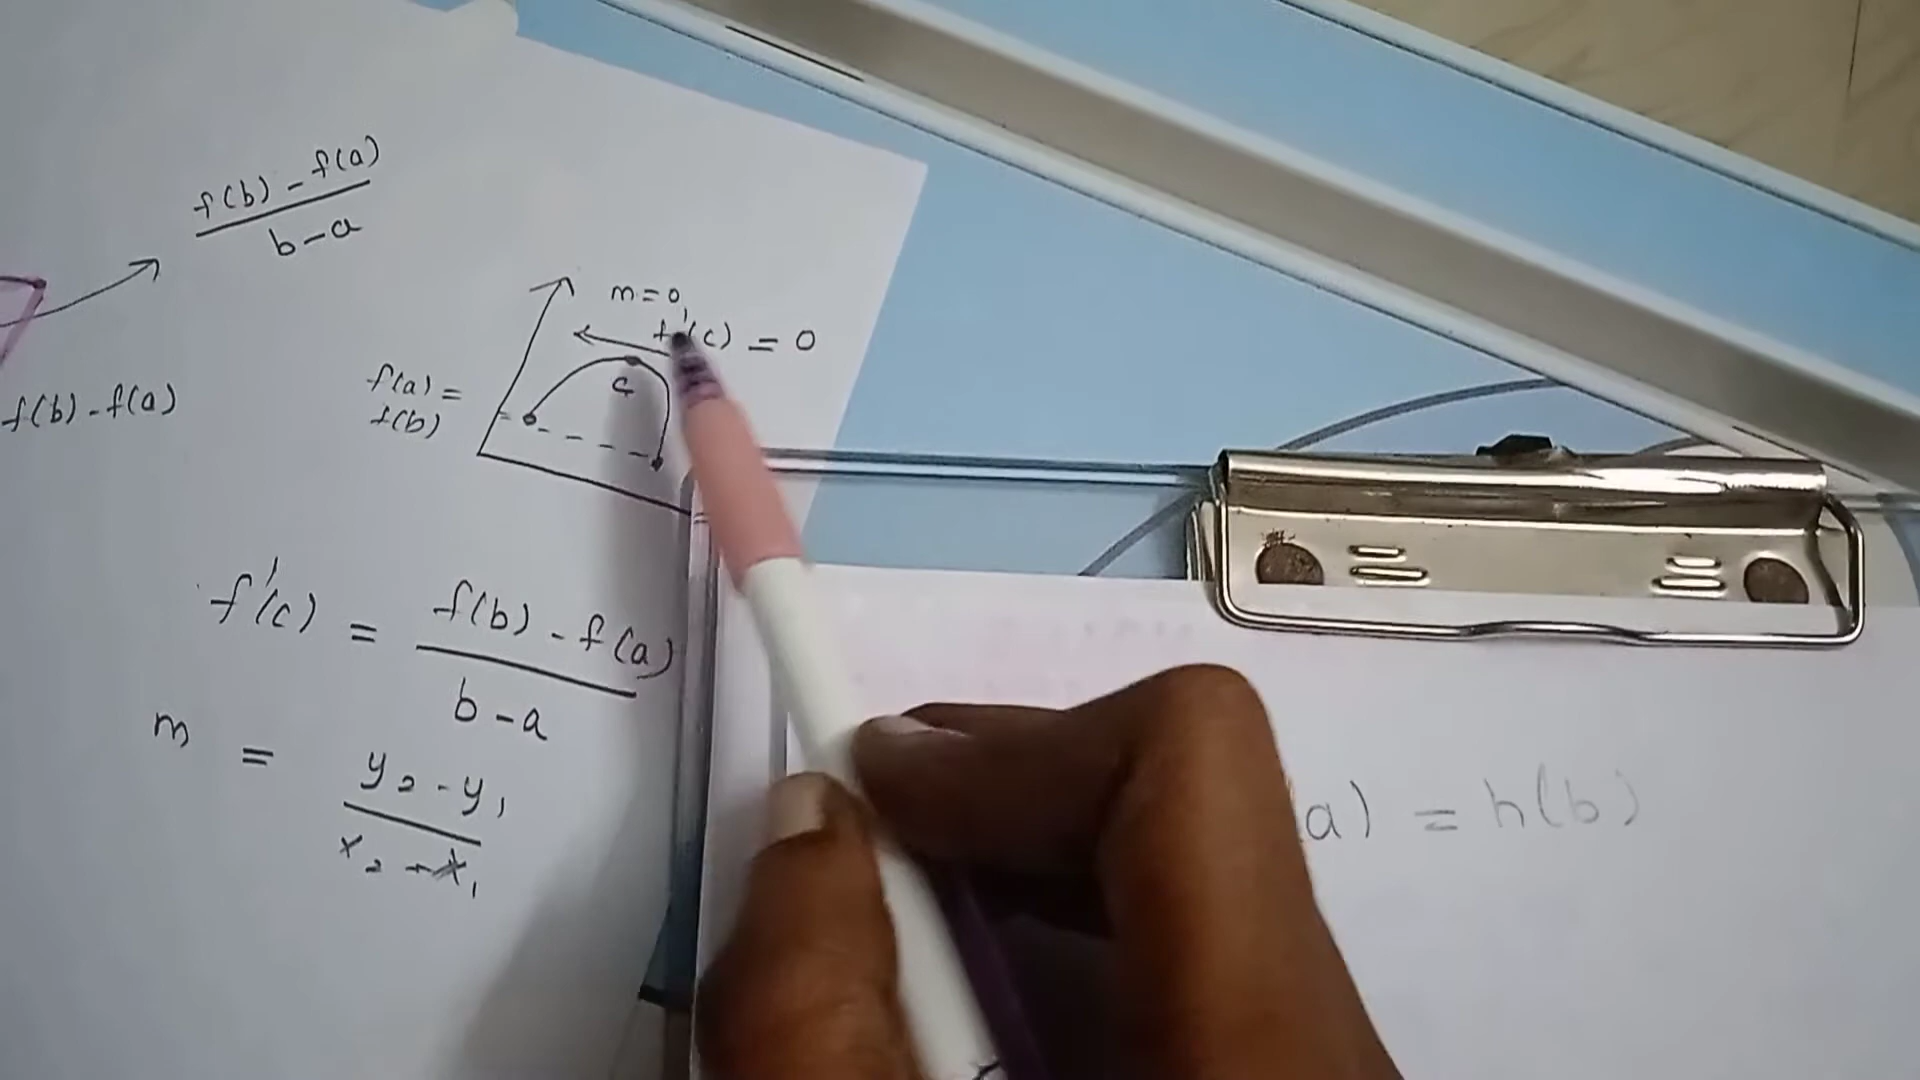 f(b) - f(a)
b - a
m = 0
f'(c) = 0
c
f(a) =
f(b)
f(b) - f(a)
f'(c) = f(b) - f(a)
b - a
m = y₂ - y₁
x₂ - x₁
(a) = h(b)